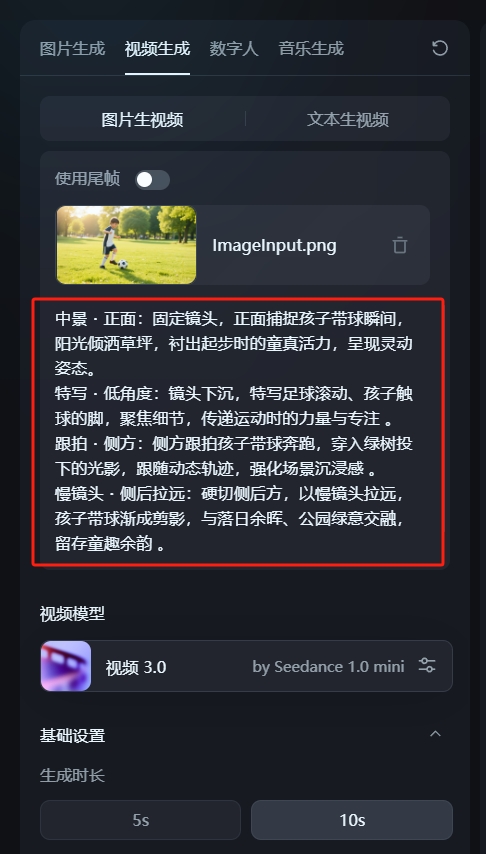 图片生成 视频生成 数字人 音乐生成
图片生视频 文本生视频
使用尾帧
ImageInput.png
中景·正面：固定镜头，正面捕捉孩子带球瞬间，
阳光倾洒草坪，衬出起步时的童真活力，呈现灵动
姿态。
特写·低角度：镜头下沉，特写足球滚动、孩子触
球的脚，聚焦细节，传递运动时的力量与专注 。
跟拍·侧方：侧方跟拍孩子带球奔跑，穿入绿树投
下的光影，跟随动态轨迹，强化场景沉浸感 。
慢镜头·侧后拉远：硬切侧后方，以慢镜头拉远，
孩子带球渐成剪影，与落日余晖、公园绿意交融，
留存童趣余韵 。
视频模型
视频 3.0 by Seedance 1.0 mini
基础设置
生成时长
5s 10s